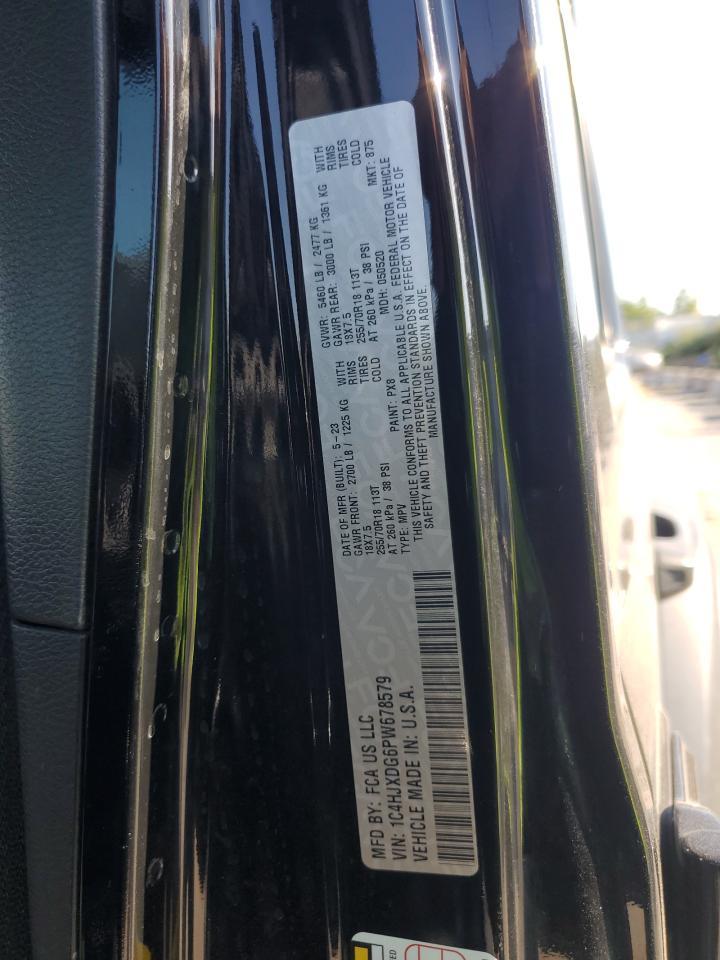 MFD BY: FCA US LLC
VIN: 1C4HJXDG6PW678579
VEHICLE MADE IN: U.S.A.
DATE OF MFR (BUILT): 5-23 GVWR: 5460 LB / 2477 KG
GAWR FRONT: 2700 LB / 1225 KG WITH GAWR REAR: 3000 LB / 1361 KG WITH
18X7.5 RIMS 18X7.5 RIMS
255/70R18 113T TIRES 255/70R18 113T TIRES
AT 260 kPa / 38 PSI COLD AT 260 kPa / 38 PSI COLD
TYPE: MPV PAINT: PX8 MDH: 050520 MKT: 875
THIS VEHICLE CONFORMS TO ALL APPLICABLE U.S.A. FEDERAL MOTOR VEHICLE
SAFETY AND THEFT PREVENTION STANDARDS IN EFFECT ON THE DATE OF
MANUFACTURE SHOWN ABOVE.